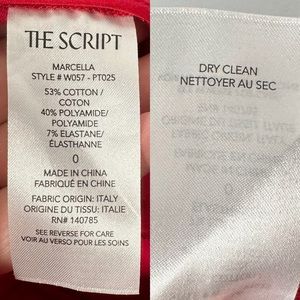 THE SCRIPT
MARCELLA
STYLE # W057 - PT025
53% COTTON /
COTON
40% POLYAMIDE/
POLYAMIDE
7% ELASTANE/
ÉLASTHANNE
0
MADE IN CHINA
FABRIQUÉ EN CHINE
FABRIC ORIGIN: ITALY
ORIGINE DU TISSU: ITALIE
RN# 140785
SEE REVERSE FOR CARE
VOIR AU VERSO POUR LES SOINS
DRY CLEAN
NETTOYER AU SEC